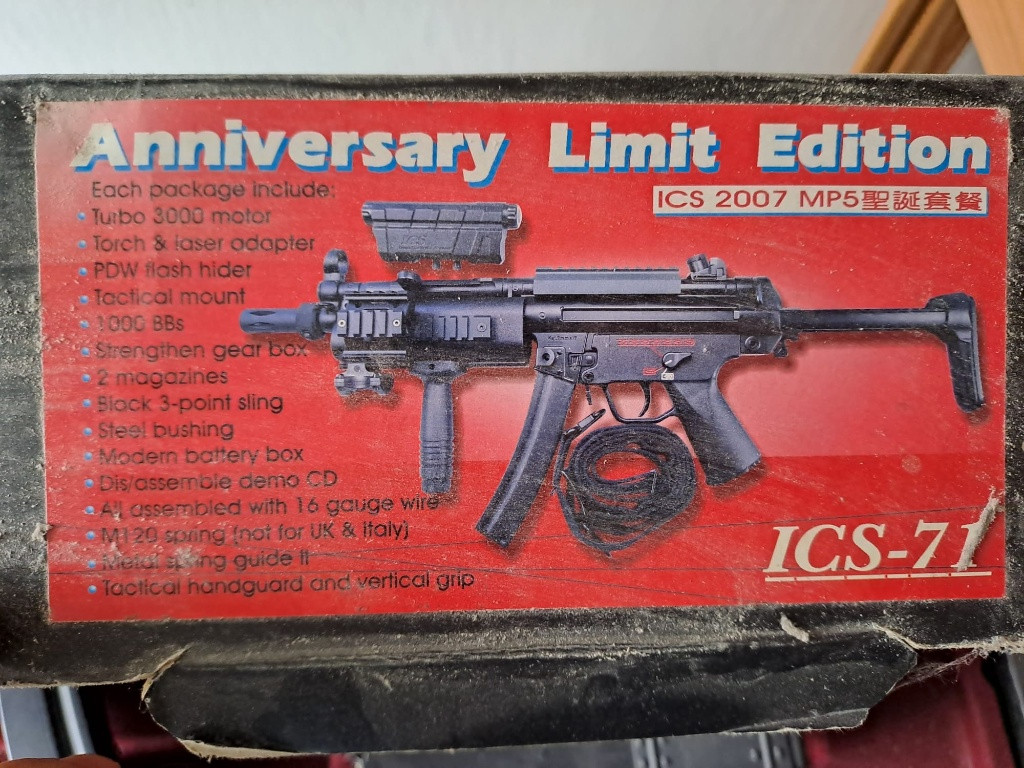 Anniversary Limit Edition
ICS 2007 MP5聖誕套餐
Each package include:
• Turbo 3000 motor
• Torch & laser adapter
• PDW flash hider
• Tactical mount
• 1000 BBs
• Strengthen gear box
• 2 magazines
• Black 3-point sling
• Steel bushing
• Modern battery box
• Dis/assemble demo CD
• All assembled with 16 gauge wire
• M120 spring (not for UK & Italy)
• Metal spring guide II
• Tactical handguard and vertical grip
ICS
ICS-71